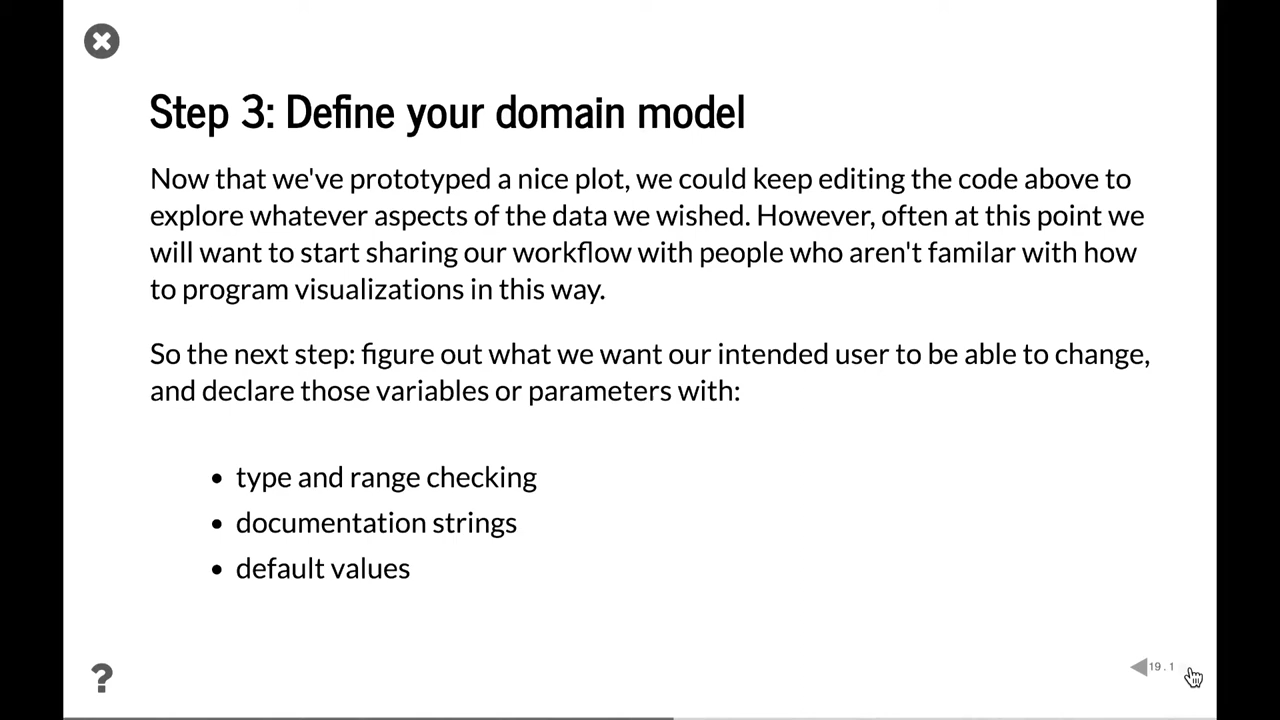 Step 3: Define your domain model
Now that we've prototyped a nice plot, we could keep editing the code above to
explore whatever aspects of the data we wished. However, often at this point we
will want to start sharing our workflow with people who aren't familar with how
to program visualizations in this way.
So the next step: figure out what we want our intended user to be able to change,
and declare those variables or parameters with:
• type and range checking
• documentation strings
• default values
?
19.1